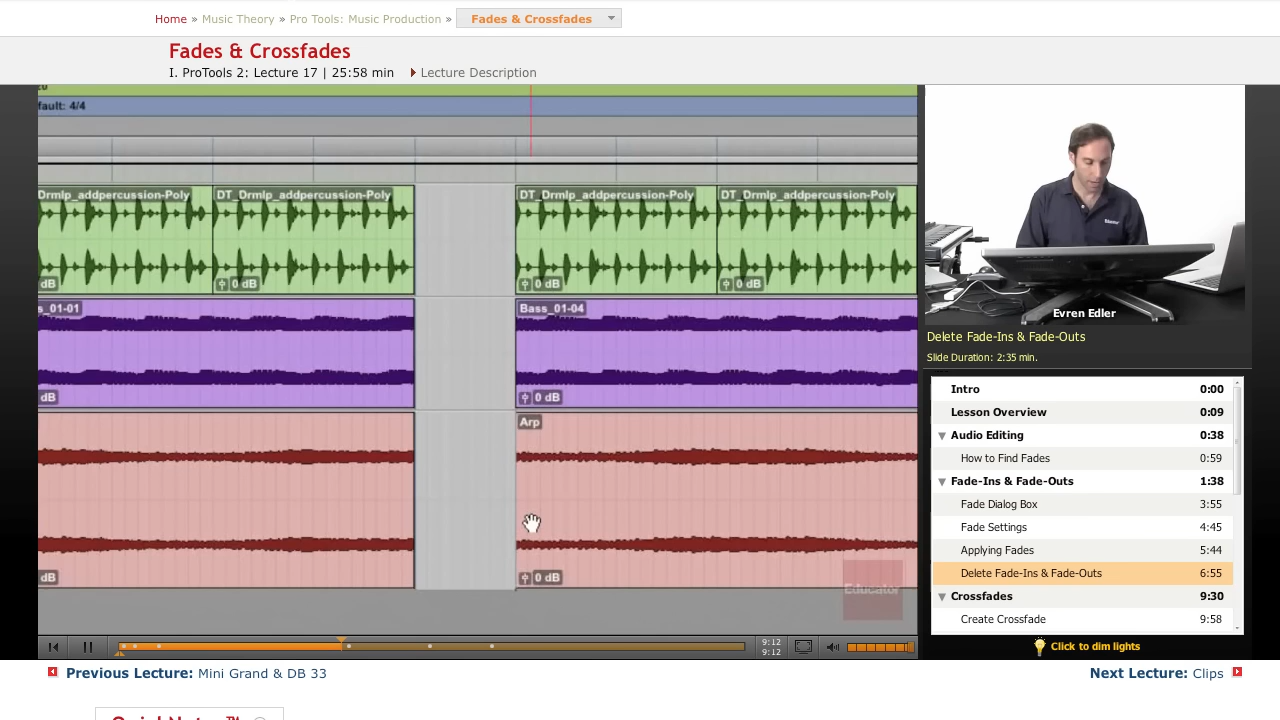 Home » Music Theory » Pro Tools: Music Production » Fades & Crossfades
Fades & Crossfades
I. ProTools 2: Lecture 17 | 25:58 min Lecture Description
fault: 4/4
Drmlp_addpercussion-Poly DT_Drmlp_addpercussion-Poly DT_Drmlp_addpercussion-Poly DT_Drmlp_addpercussion-Poly
dB 0 dB 0 dB 0 dB
s_01-01 Bass_01-04
dB 0 dB
Arp
dB 0 dB
Educator
9:12
9:12
Evren Edler
Delete Fade-Ins & Fade-Outs
Slide Duration: 2:35 min.
Intro 0:00
Lesson Overview 0:09
Audio Editing 0:38
How to Find Fades 0:59
Fade-Ins & Fade-Outs 1:38
Fade Dialog Box 3:55
Fade Settings 4:45
Applying Fades 5:44
Delete Fade-Ins & Fade-Outs 6:55
Crossfades 9:30
Create Crossfade 9:58
Click to dim lights
Previous Lecture: Mini Grand & DB 33
Next Lecture: Clips